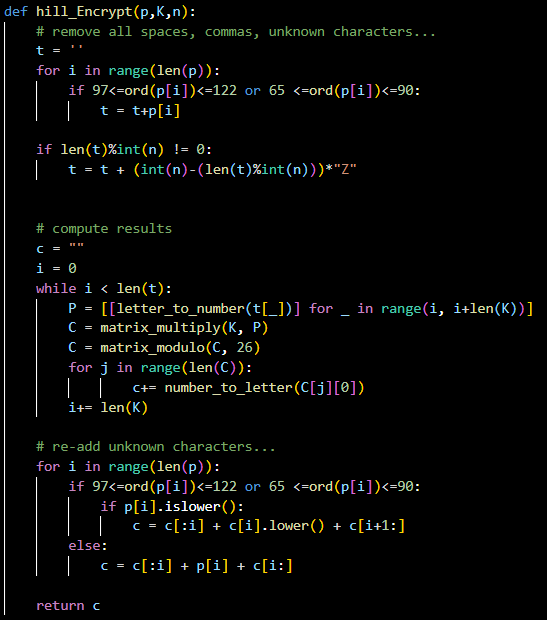 def hill_Encrypt(p,K,n):
    # remove all spaces, commas, unknown characters...
    t = ''
    for i in range(len(p)):
        if 97<=ord(p[i])<=122 or 65 <=ord(p[i])<=90:
            t = t+p[i]

    if len(t)%int(n) != 0:
        t = t + (int(n)-(len(t)%int(n)))*"Z"


    # compute results
    c = ""
    i = 0
    while i < len(t):
        P = [[letter_to_number(t[_])] for _ in range(i, i+len(K))]
        C = matrix_multiply(K, P)
        C = matrix_modulo(C, 26)
        for j in range(len(C)):
                c+= number_to_letter(C[j][0])
        i+= len(K)

    # re-add unknown characters...
    for i in range(len(p)):
        if 97<=ord(p[i])<=122 or 65 <=ord(p[i])<=90:
            if p[i].islower():
                c = c[:i] + c[i].lower() + c[i+1:]
        else:
            c = c[:i] + p[i] + c[i:]

    return c